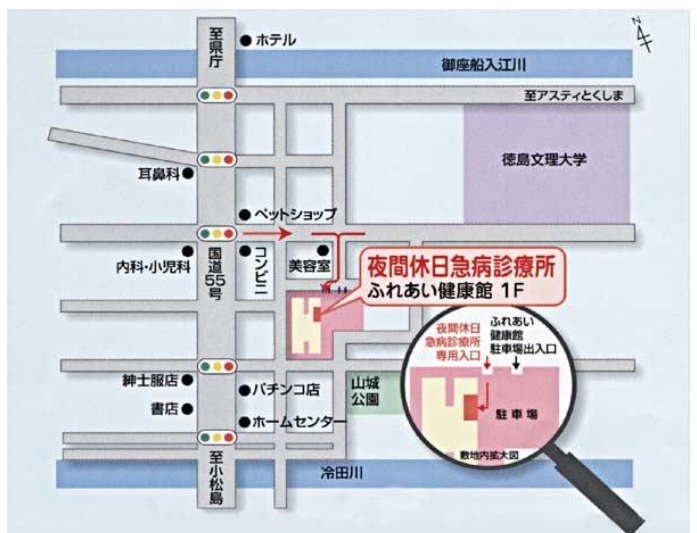 至県庁
ホテル
N
御座船入江川
至アスティとくしま
徳島文理大学
耳鼻科
ペットショップ
内科・小児科
国道55号
コンビニ
美容室
夜間休日急病診療所
ふれあい健康館 1F
夜間休日
急病診療所
専用入口
ふれあい
健康館
駐車場出入口
駐車場
敷地内拡大図
紳士服店
パチンコ店
山城
公園
書店
ホームセンター
至小松島
冷田川